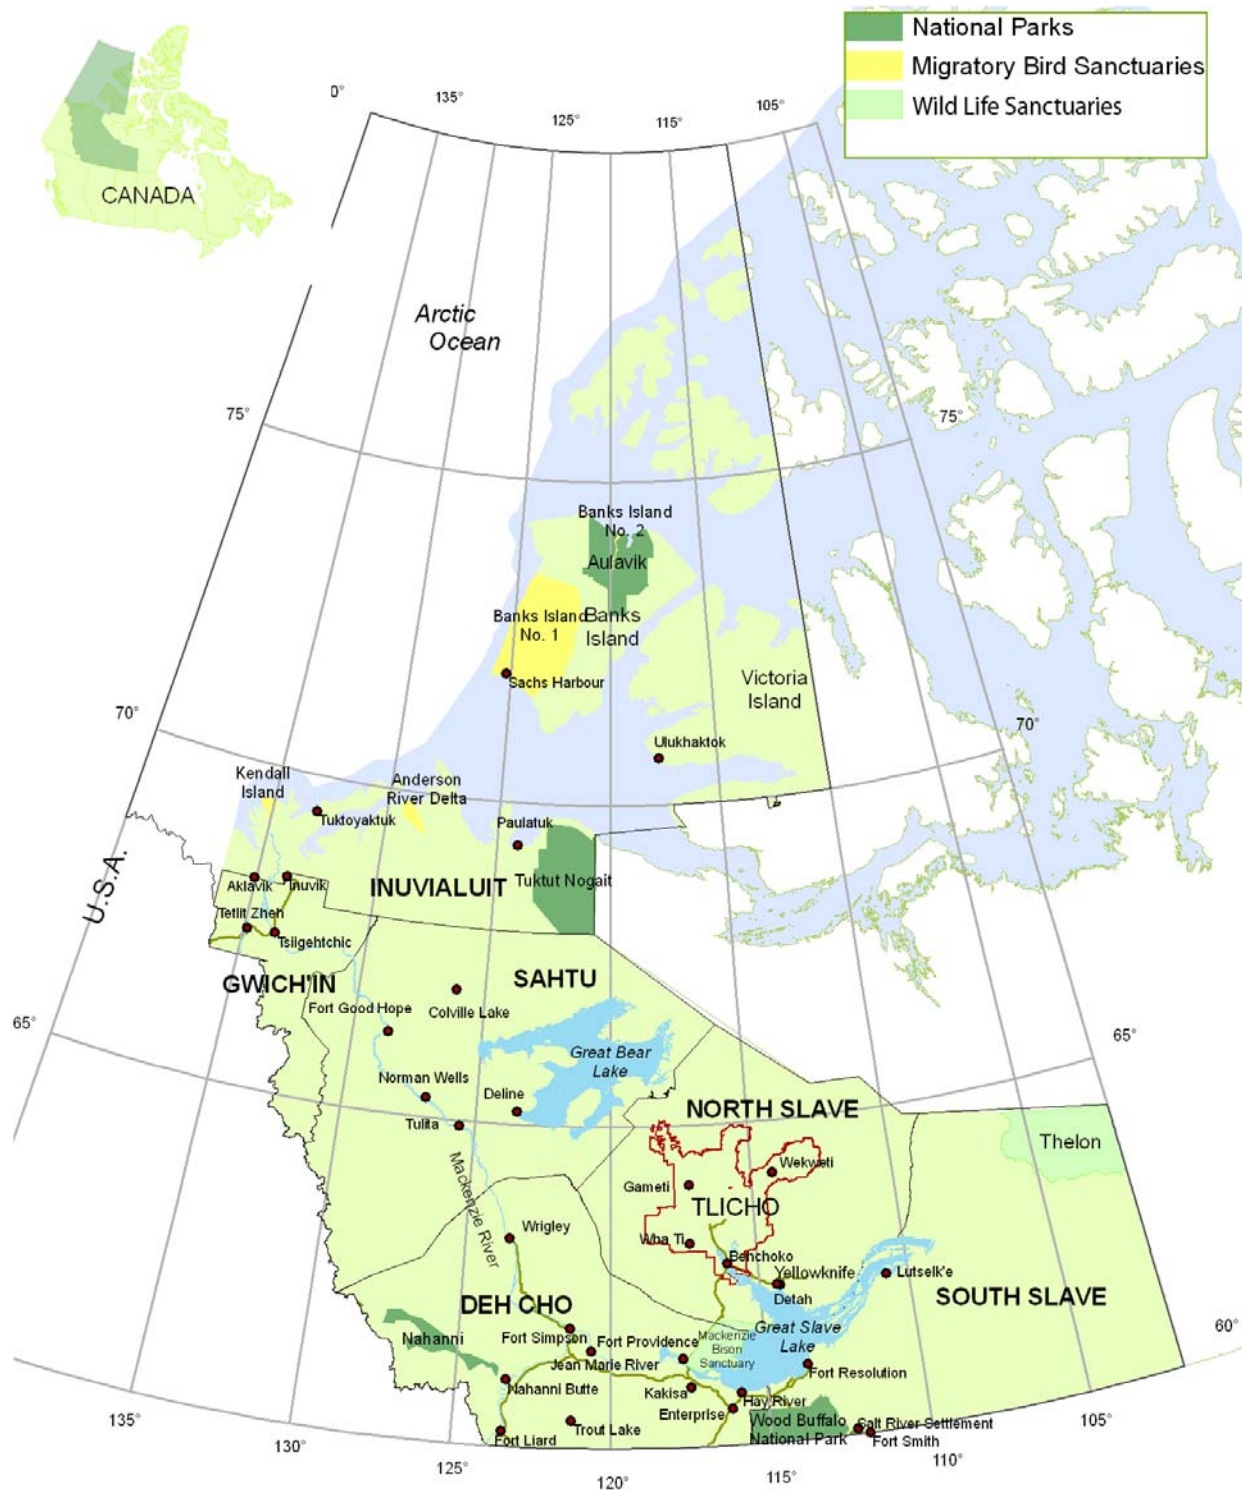 National Parks
Migratory Bird Sanctuaries
Wild Life Sanctuaries
CANADA
0°
135°
125°
115°
105°
Arctic
Ocean
75°
75°
Banks Island
No. 2
Aulavik
Banks Island
No. 1
Banks
Island
Sachs Harbour
Victoria
Island
70°
70°
Ulukhaktok
Kendall
Island
Anderson
River Delta
Tuktoyaktuk
Paulatuk
U.S.A.
Aklavik
Inuvik
INUVIALUIT
Tuktut Nogait
Tetlit Zheh
Tsiigehtchic
GWICH'IN
SAHTU
Fort Good Hope
Colville Lake
65°
65°
Great Bear
Lake
Norman Wells
Deline
Tulita
NORTH SLAVE
Thelon
Mackenzie River
Wekweti
Gameti
TLICHO
Wrigley
Wha Ti
Behchoko
Yellowknife
Detah
Lutselk'e
DEH CHO
SOUTH SLAVE
Nahanni
Fort Simpson
Fort Providence
Jean Marie River
Mackenzie
Bison
Sanctuary
Great Slave
Lake
60°
Fort Resolution
Nahanni Butte
Kakisa
Hay River
Enterprise
Trout Lake
Fort Liard
Wood Buffalo
National Park
Salt River Settlement
Fort Smith
135°
130°
125°
120°
115°
110°
105°